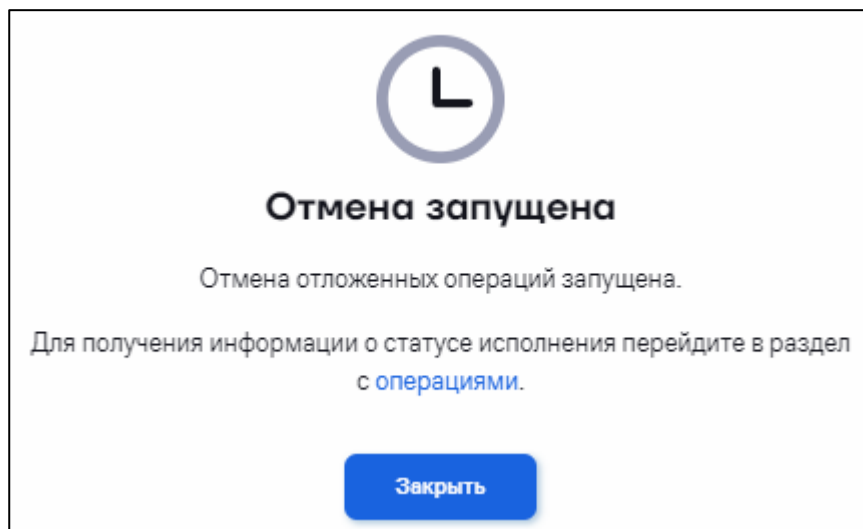 Отмена запущена
Отмена отложенных операций запущена.
Для получения информации о статусе исполнения перейдите в раздел
с операциями.
Закрыть